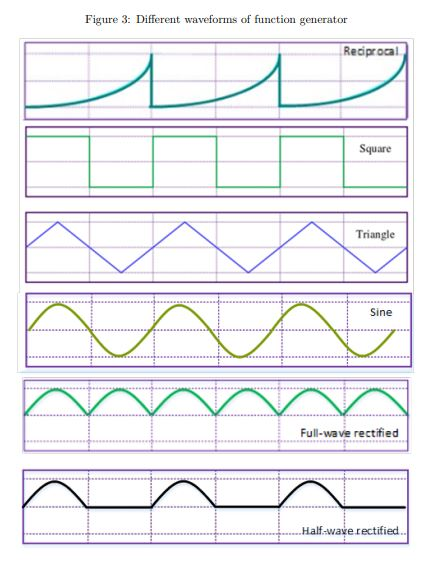 Figure 3: Different waveforms of function generator
Reciprocal
Square
Triangle
Sine
Full-wave rectified
Half-wave rectified